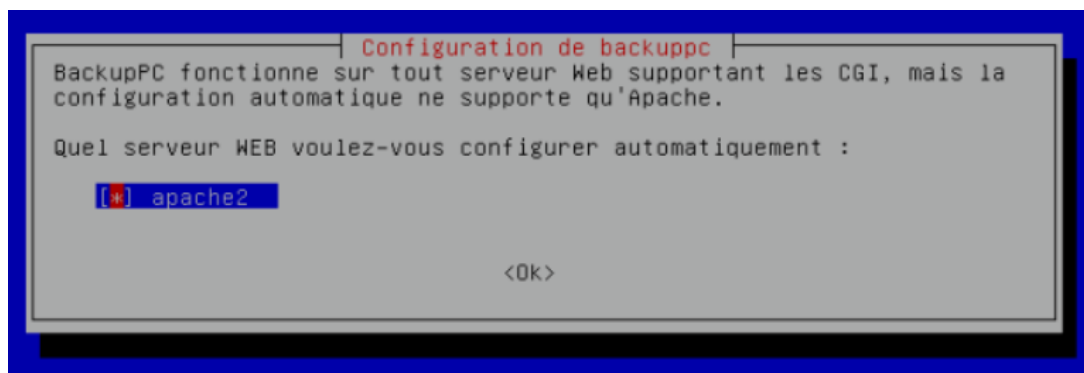 Configuration de backuppc
BackupPC fonctionne sur tout serveur Web supportant les CGI, mais la
configuration automatique ne supporte qu'Apache.
Quel serveur WEB voulez-vous configurer automatiquement :
[*] apache2
<Ok>